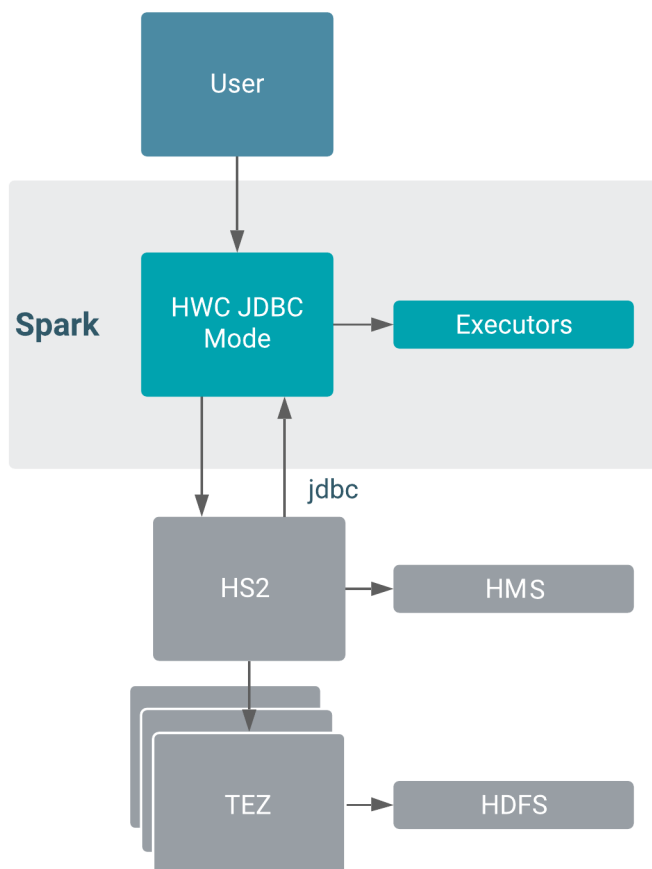 User
Spark
HWC JDBC
Mode
Executors
jdbc
HS2
HMS
TEZ
HDFS